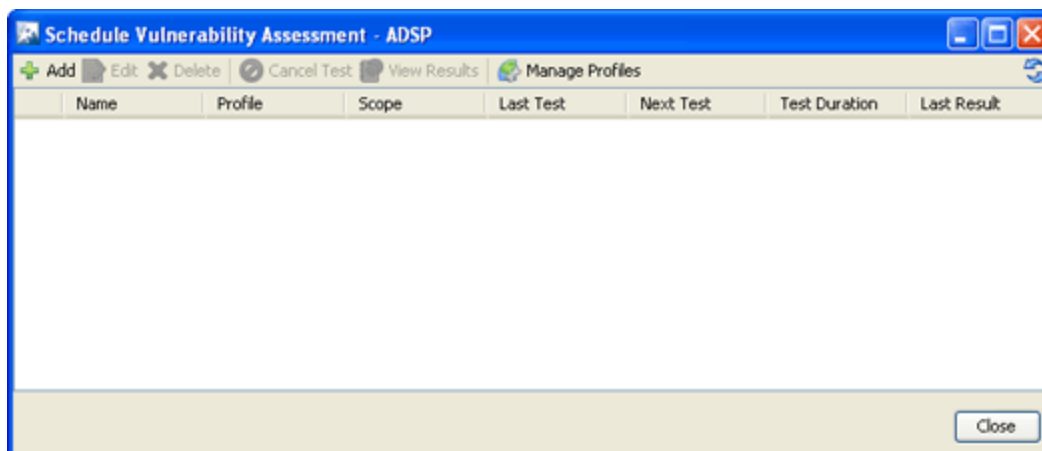 Schedule Vulnerability Assessment - ADSP
Add Edit Delete Cancel Test View Results Manage Profiles
Name Profile Scope Last Test Next Test Test Duration Last Result
Close